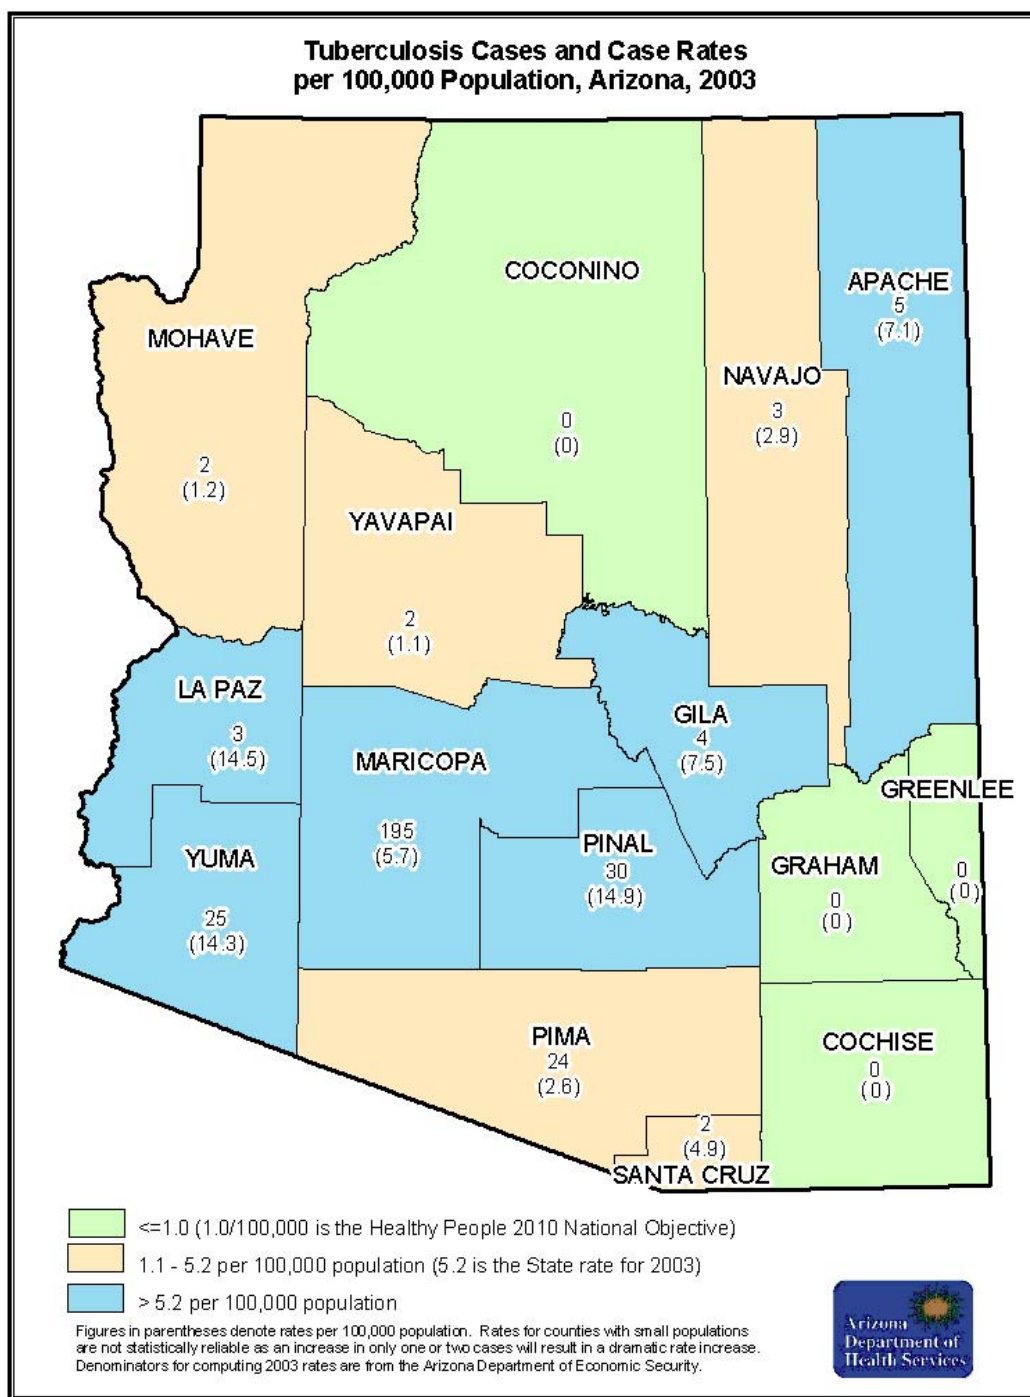 Tuberculosis Cases and Case Rates
per 100,000 Population, Arizona, 2003
COCONINO
0
(0)
APACHE
5
(7.1)
MOHAVE
2
(1.2)
NAVAJO
3
(2.9)
YAVAPAI
2
(1.1)
LA PAZ
3
(14.5)
GILA
4
(7.5)
MARICOPA
195
(5.7)
GREENLEE
0
(0)
YUMA
25
(14.3)
PINAL
30
(14.9)
GRAHAM
0
(0)
PIMA
24
(2.6)
COCHISE
0
(0)
2
(4.9)
SANTA CRUZ
<=1.0 (1.0/100,000 is the Healthy People 2010 National Objective)
1.1 - 5.2 per 100,000 population (5.2 is the State rate for 2003)
> 5.2 per 100,000 population
Figures in parentheses denote rates per 100,000 population. Rates for counties with small populations
are not statistically reliable as an increase in only one or two cases will result in a dramatic rate increase.
Denominators for computing 2003 rates are from the Arizona Department of Economic Security.
Arizona
Department of
Health Services